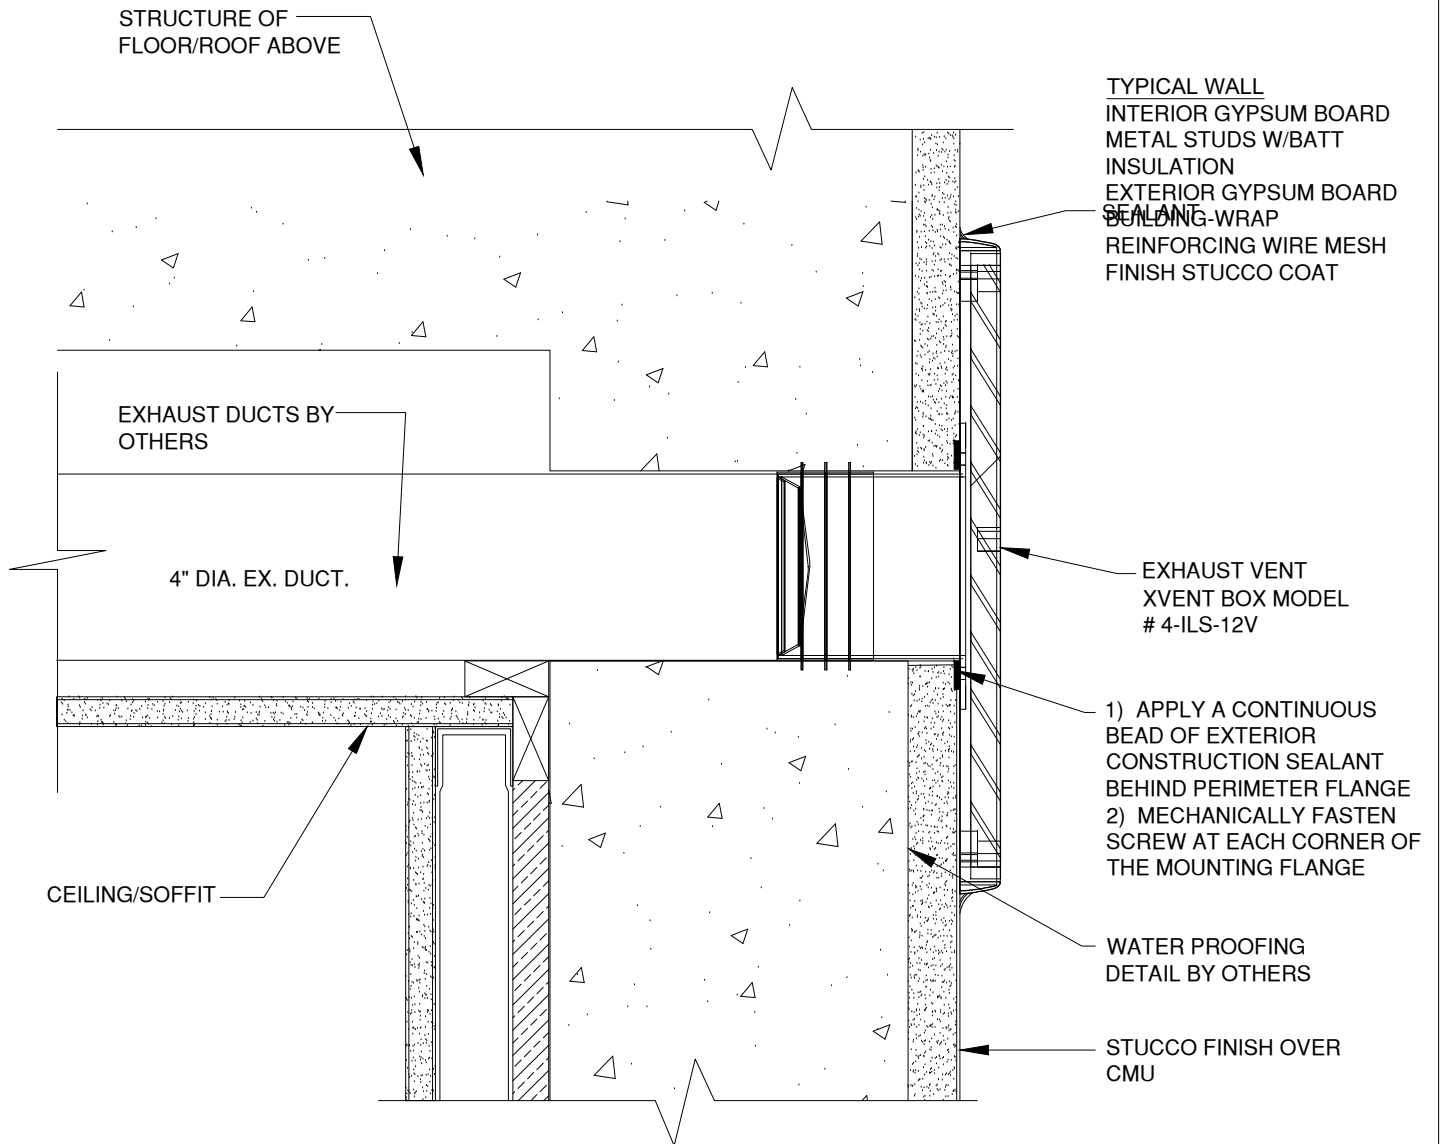 STRUCTURE OF
FLOOR/ROOF ABOVE
TYPICAL WALL
INTERIOR GYPSUM BOARD
METAL STUDS W/BATT
INSULATION
EXTERIOR GYPSUM BOARD
SEALANT
BUILDING-WRAP
REINFORCING WIRE MESH
FINISH STUCCO COAT
EXHAUST DUCTS BY
OTHERS
4" DIA. EX. DUCT.
EXHAUST VENT
XVENT BOX MODEL
# 4-ILS-12V
1) APPLY A CONTINUOUS
BEAD OF EXTERIOR
CONSTRUCTION SEALANT
BEHIND PERIMETER FLANGE
2) MECHANICALLY FASTEN
SCREW AT EACH CORNER OF
THE MOUNTING FLANGE
CEILING/SOFFIT
WATER PROOFING
DETAIL BY OTHERS
STUCCO FINISH OVER
CMU